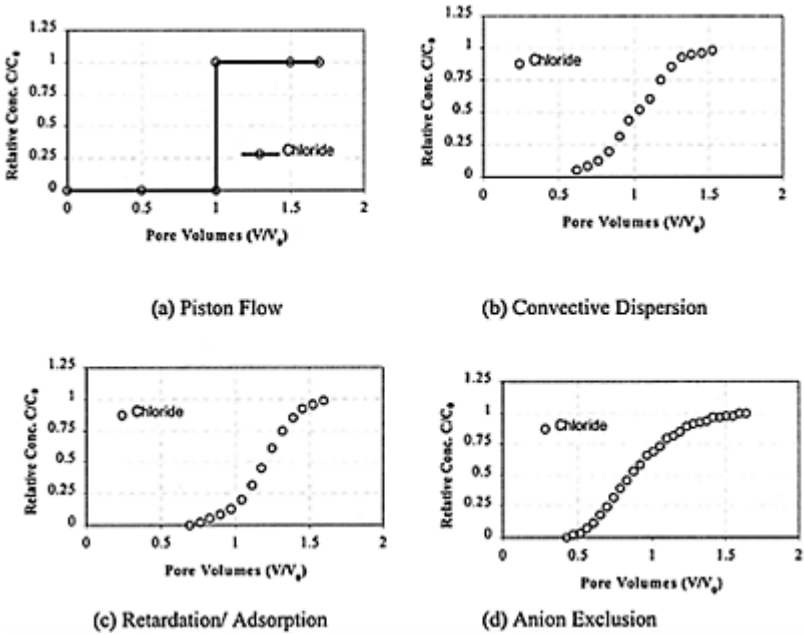 1.25
1
0.75
0.5
0.25
0
Relative Conc. C/C₀
Chloride
0 0.5 1 1.5 2
Pore Volumes (V/V₀)
(a) Piston Flow
1.25
1
0.75
0.5
0.25
0
Relative Conc. C/C₀
Chloride
0 0.5 1 1.5 2
Pore Volumes (V/V₀)
(b) Convective Dispersion
1.25
1
0.75
0.5
0.25
0
Relative Conc. C/C₀
Chloride
0 0.5 1 1.5 2
Pore Volumes (V/V₀)
(c) Retardation/ Adsorption
1.25
1
0.75
0.5
0.25
0
Relative Conc. C/C₀
Chloride
0 0.5 1 1.5 2
Pore Volumes (V/V₀)
(d) Anion Exclusion